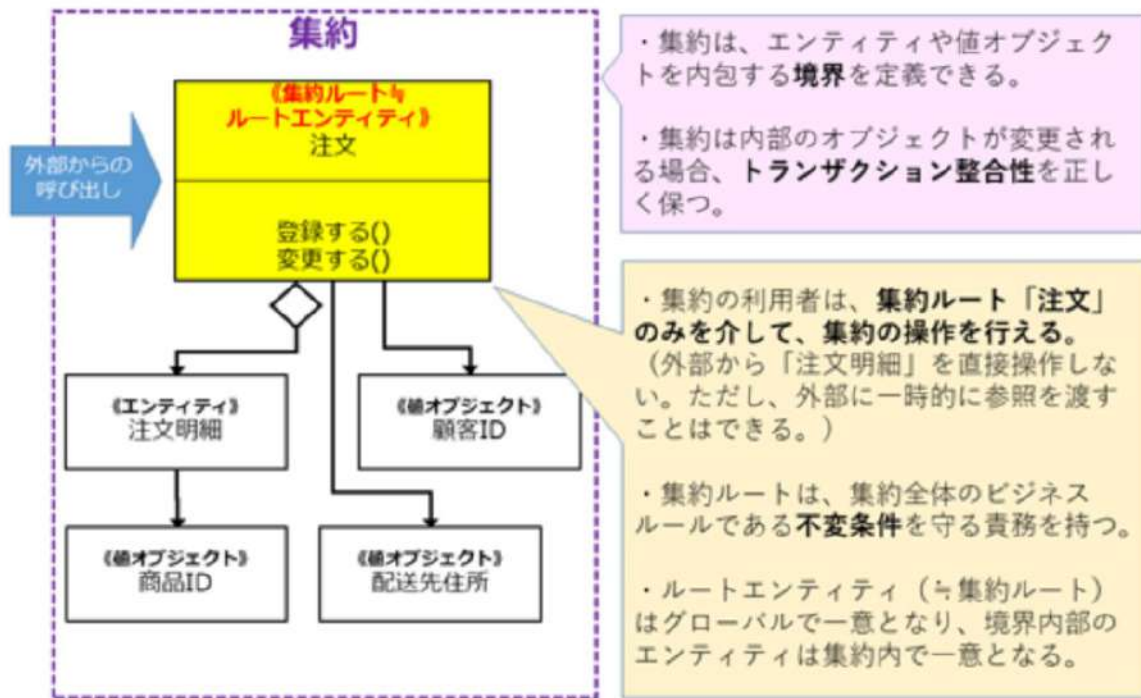 集約
《集約ルート≒
ルートエンティティ》
注文
登録する()
変更する()
外部からの
呼び出し
《エンティティ》
注文明細
《値オブジェクト》
顧客ID
《値オブジェクト》
商品ID
《値オブジェクト》
配送先住所
・集約は、エンティティや値オブジェク
トを内包する境界を定義できる。
・集約は内部のオブジェクトが変更され
る場合、トランザクション整合性を正し
く保つ。
・集約の利用者は、集約ルート「注文」
のみを介して、集約の操作を行える。
（外部から「注文明細」を直接操作しな
い。ただし、外部に一時的に参照を渡す
ことはできる。）
・集約ルートは、集約全体のビジネス
ルールである不変条件を守る責務を持つ。
・ルートエンティティ（≒集約ルート）
はグローバルで一意となり、境界内部の
エンティティは集約内で一意となる。